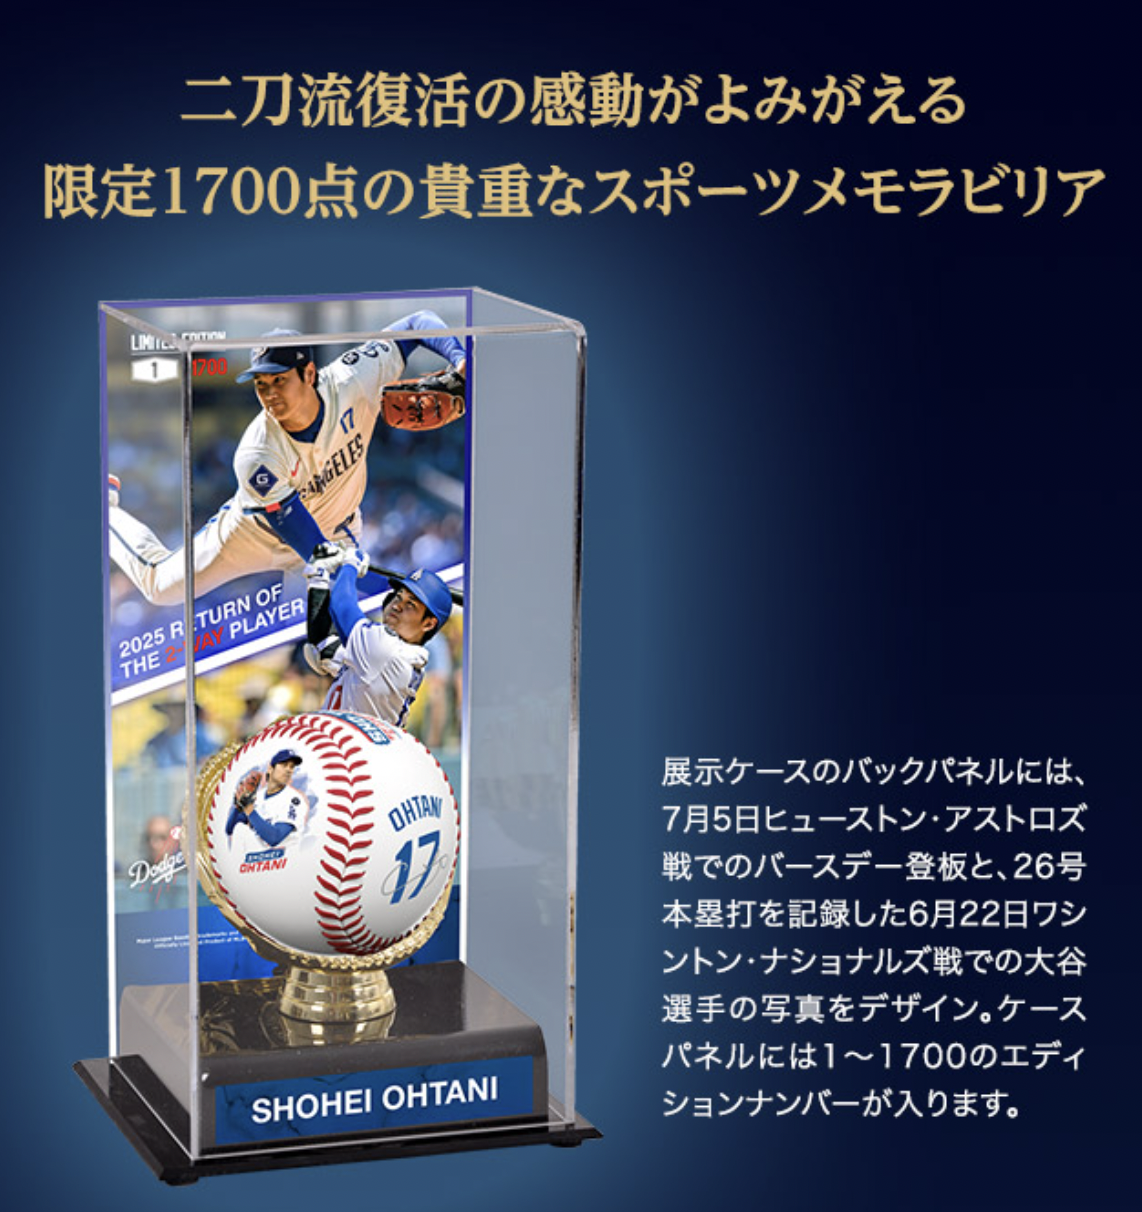 二刀流復活の感動がよみがえる
限定1700点の貴重なスポーツメモラビリア
LIMITED EDITION
1 1700
17
ANGELES
2025 RETURN OF
THE 2-WAY PLAYER
SHOHEI
OHTANI
OHTANI
17
Dodge
SHOHEI OHTANI
展示ケースのバックパネルには、
7月5日ヒューストン・アストロズ
戦でのバースデー登板と、26号
本塁打を記録した6月22日ワシ
ントン・ナショナルズ戦での大谷
選手の写真をデザイン。ケース
パネルには1〜1700のエディ
ションナンバーが入ります。